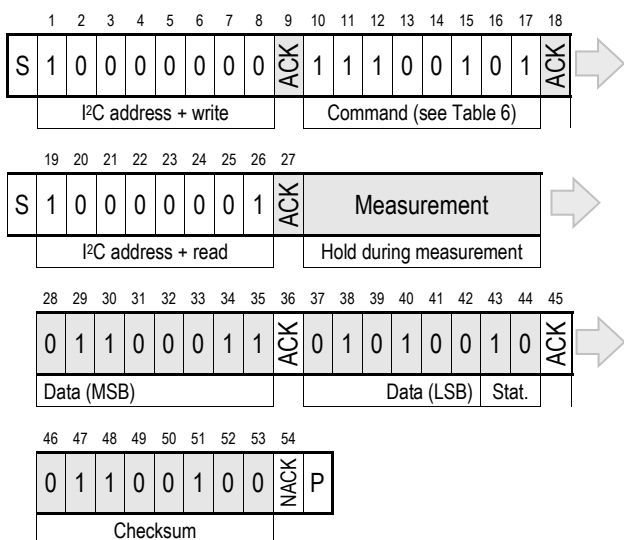 1 2 3 4 5 6 7 8 9 10 11 12 13 14 15 16 17 18
S 1 0 0 0 0 0 0 0 ACK 1 1 1 0 0 1 0 1 ACK
I²C address + write Command (see Table 6)
19 20 21 22 23 24 25 26 27
S 1 0 0 0 0 0 0 1 ACK Measurement
I²C address + read Hold during measurement
28 29 30 31 32 33 34 35 36 37 38 39 40 41 42 43 44 45
0 1 1 0 0 0 1 1 ACK 0 1 0 1 0 0 1 0 ACK
Data (MSB) Data (LSB) Stat.
46 47 48 49 50 51 52 53 54
0 1 1 0 0 1 0 0 NACK P
Checksum